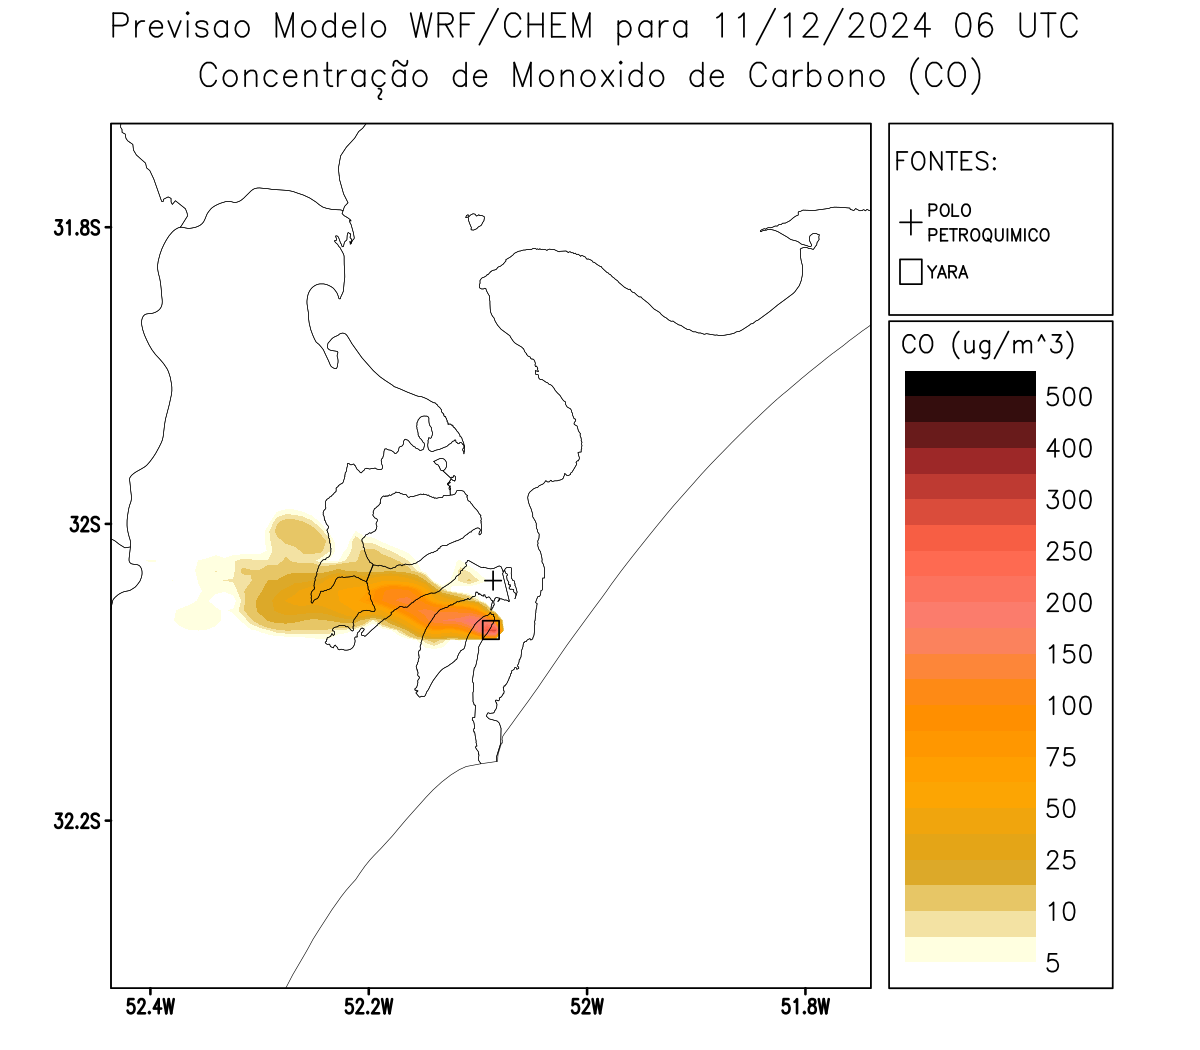 Previsao Modelo WRF/CHEM para 11/12/2024 06 UTC
Concentração de Monoxido de Carbono (CO)
FONTES:
POLO
PETROQUIMICO
YARA
CO (ug/m^3)
500
400
300
250
200
150
100
75
50
25
10
5
31.8S
32S
32.2S
52.4W
52.2W
52W
51.8W